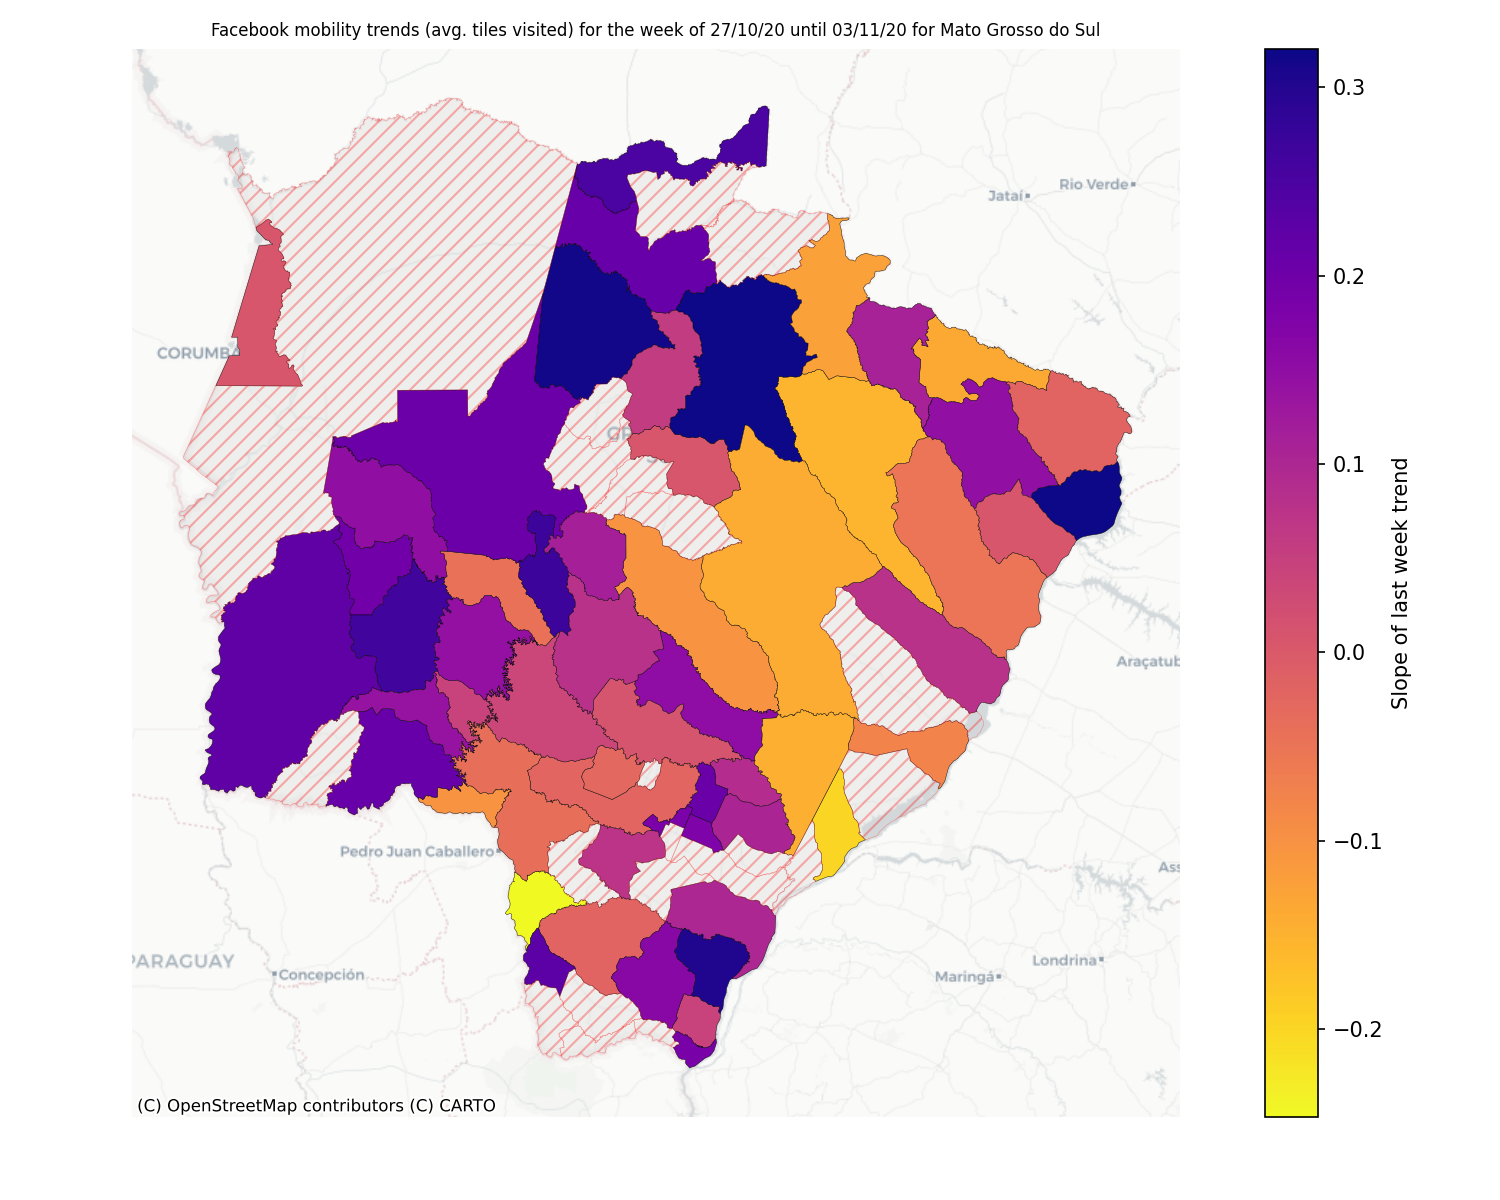 Facebook mobility trends (avg. tiles visited) for the week of 27/10/20 until 03/11/20 for Mato Grosso do Sul
0.3
Rio Verde
Jataí
0.2
CORUMBÁ
0.1
Slope of last week trend
0.0
Araçatub
−0.1
Pedro Juan Caballero
Ass
PARAGUAY
Concepción
Londrina
Maringá
−0.2
(C) OpenStreetMap contributors (C) CARTO